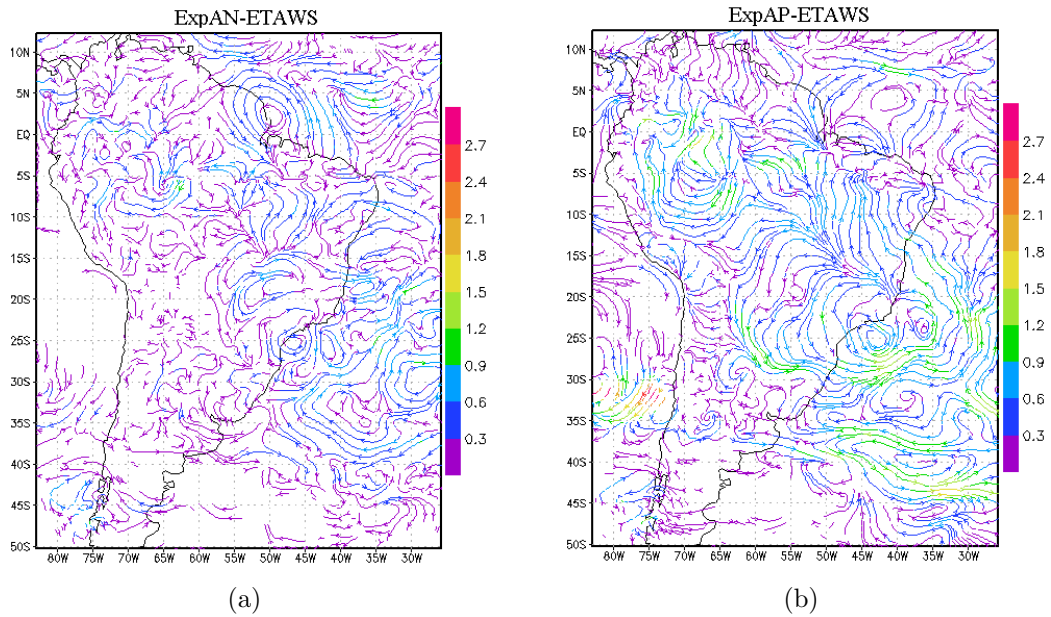 ExpAN-ETAWS
10N
5N
EQ
5S
10S
15S
20S
25S
30S
35S
40S
45S
50S
80W 75W 70W 65W 60W 55W 50W 45W 40W 35W 30W
2.7
2.4
2.1
1.8
1.5
1.2
0.9
0.6
0.3
(a)
ExpAP-ETAWS
10N
5N
EQ
5S
10S
15S
20S
25S
30S
35S
40S
45S
50S
80W 75W 70W 65W 60W 55W 50W 45W 40W 35W 30W
2.7
2.4
2.1
1.8
1.5
1.2
0.9
0.6
0.3
(b)